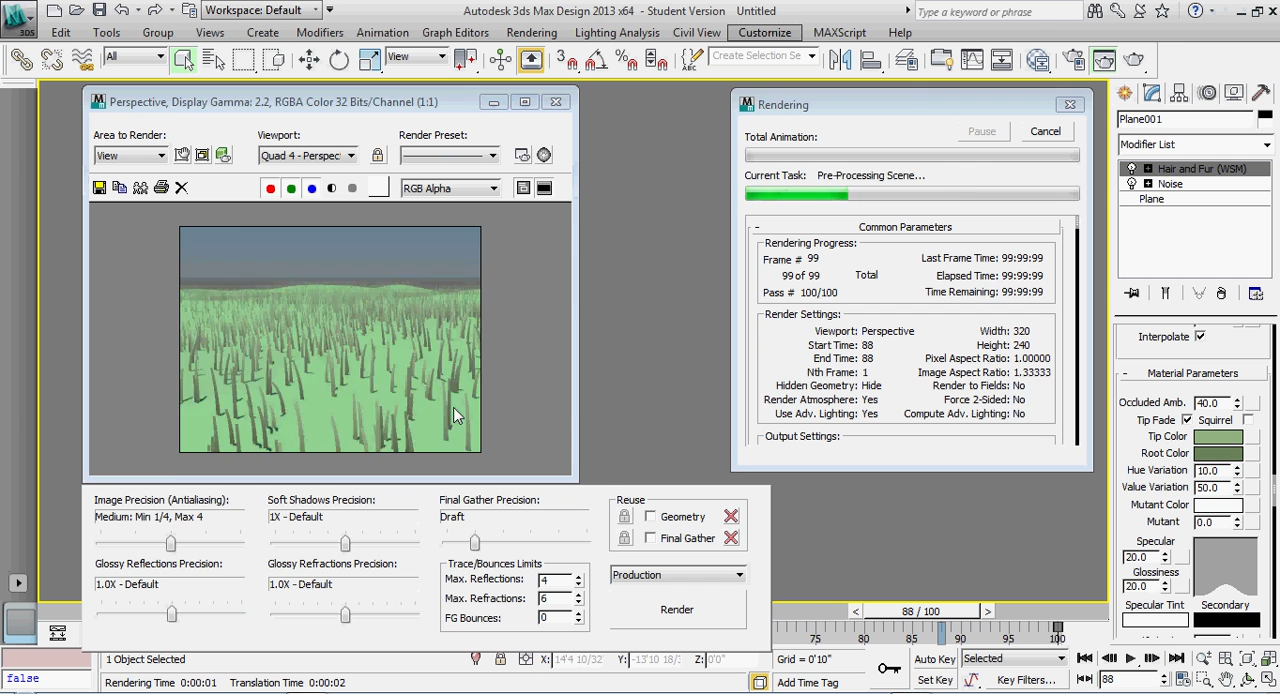 Workspace: Default
Autodesk 3ds Max Design 2013 x64 - Student Version Untitled
Type a keyword or phrase
3DS
Edit Tools Group Views Create Modifiers Animation Graph Editors Rendering Lighting Analysis Civil View Customize MAXScript Help
All
View
3
Create Selection Se
Perspective, Display Gamma: 2.2, RGBA Color 32 Bits/Channel (1:1)
Area to Render: Viewport: Render Preset:
View Quad 4 - Perspec
RGB Alpha
Rendering
Total Animation:
Pause Cancel
Current Task: Pre-Processing Scene...
Common Parameters
Rendering Progress:
Frame # 99 Last Frame Time: 99:99:99
99 of 99 Total Elapsed Time: 99:99:99
Pass # 100/100 Time Remaining: 99:99:99
Render Settings:
Viewport: Perspective Width: 320
Start Time: 88 Height: 240
End Time: 88 Pixel Aspect Ratio: 1.00000
Nth Frame: 1 Image Aspect Ratio: 1.33333
Hidden Geometry: Hide Render to Fields: No
Render Atmosphere: Yes Force 2-Sided: No
Use Adv. Lighting: Yes Compute Adv. Lighting: No
Output Settings:
Plane001
Modifier List
Hair and Fur (WSM)
Noise
Plane
Interpolate
Material Parameters
Occluded Amb. 40.0
Tip Fade Squirrel
Tip Color
Root Color
Hue Variation 10.0
Value Variation 50.0
Mutant Color
Mutant 0.0
Specular
20.0
Glossiness
20.0
Specular Tint Secondary
Image Precision (Antialiasing): Soft Shadows Precision: Final Gather Precision: Reuse
Medium: Min 1/4, Max 4 1X - Default Draft Geometry
Final Gather
Glossy Reflections Precision: Glossy Refractions Precision: Trace/Bounces Limits
1.0X - Default 1.0X - Default Max. Reflections: 4 Production
Max. Refractions: 6
FG Bounces: 0
Render
< 88 / 100 >
75 80 85 90 95 100
1 Object Selected X: 14'4 10/32 Y: -13'10 18/3 Z: 0'0" Grid = 0'10" Auto Key Selected
false
Rendering Time 0:00:01 Translation Time 0:00:02 Add Time Tag Set Key Key Filters... 88